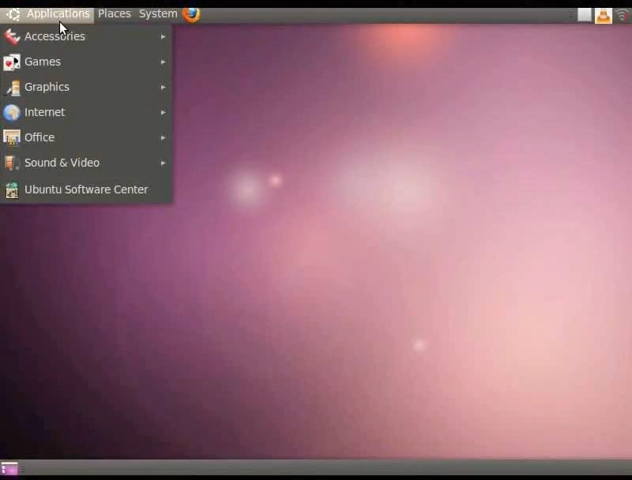 Applications Places System
Accessories
Games
Graphics
Internet
Office
Sound & Video
Ubuntu Software Center